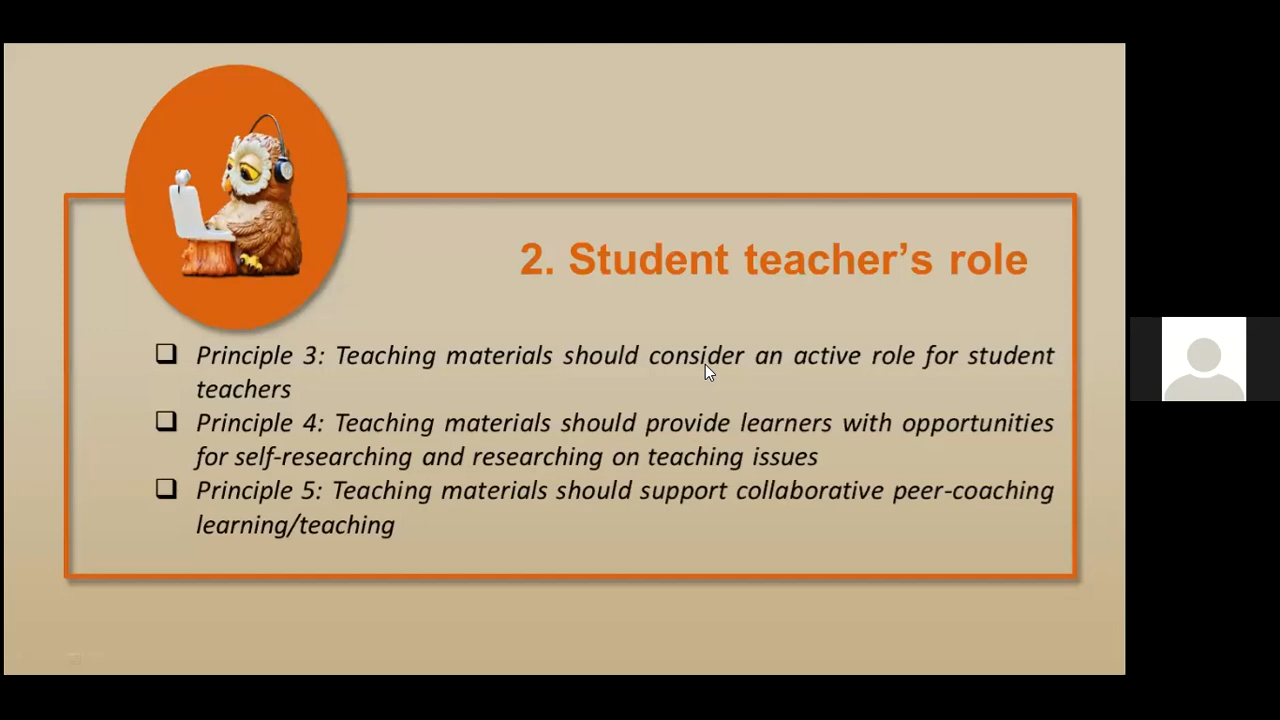 2. Student teacher’s role
❑ Principle 3: Teaching materials should consider an active role for student
teachers
❑ Principle 4: Teaching materials should provide learners with opportunities
for self-researching and researching on teaching issues
❑ Principle 5: Teaching materials should support collaborative peer-coaching
learning/teaching